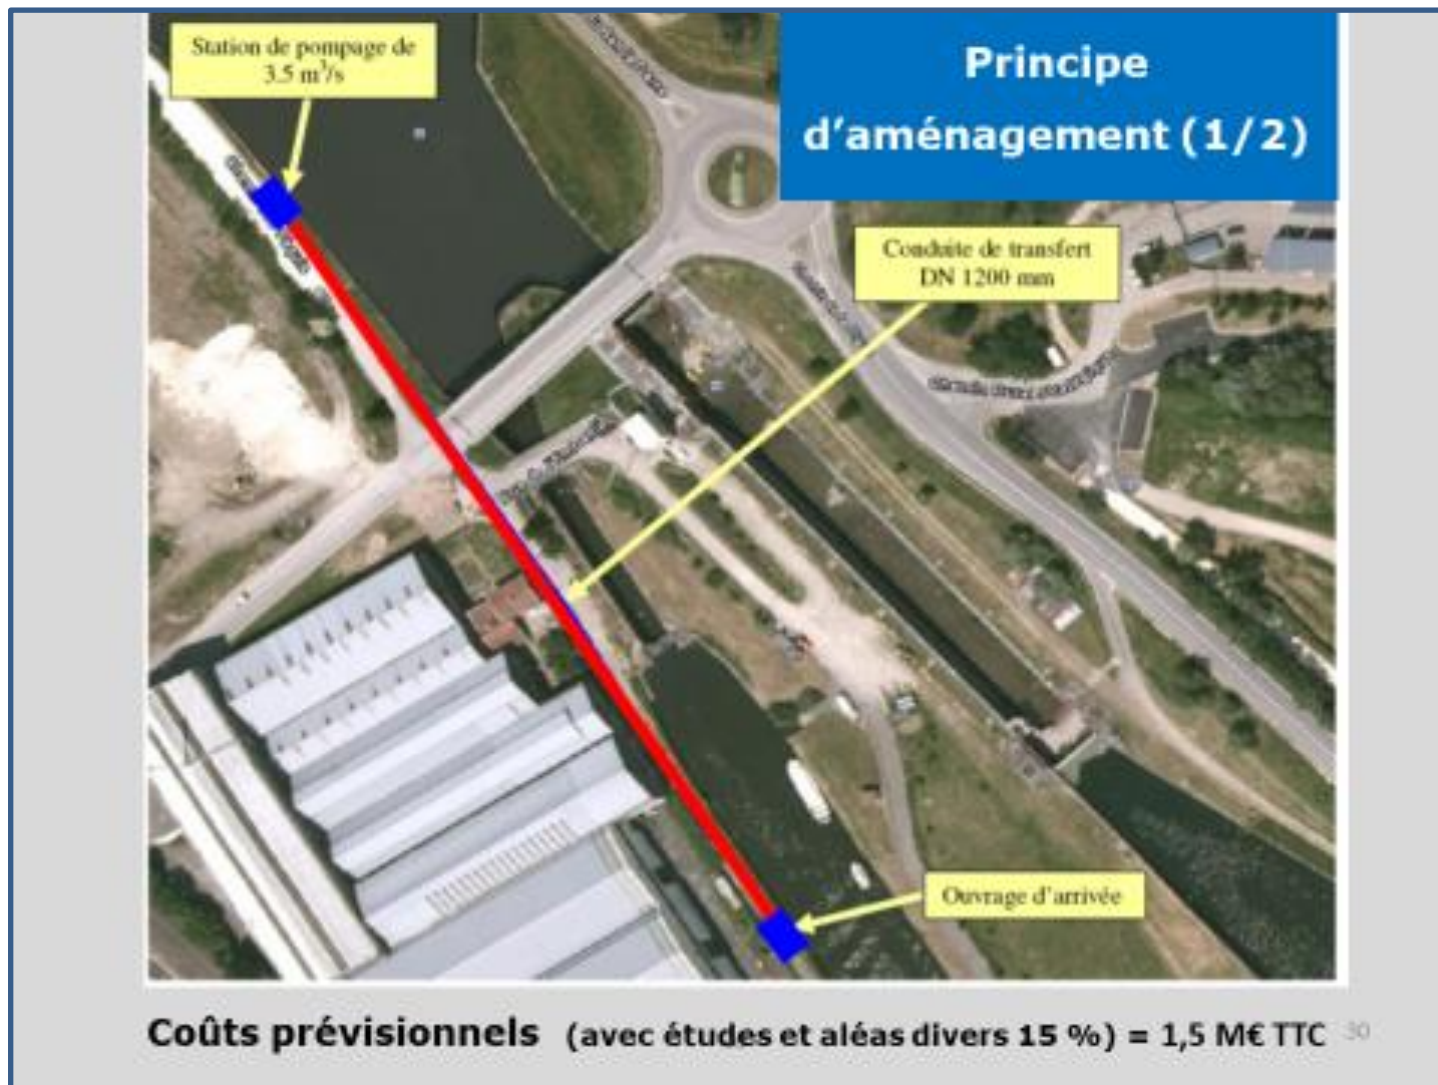 Station de pompage de
3.5 m³/s
Principe
d'aménagement (1/2)
Conduite de transfert
DN 1200 mm
Ouvrage d'arrivée
Coûts prévisionnels (avec études et aléas divers 15 %) = 1,5 M€ TTC
30